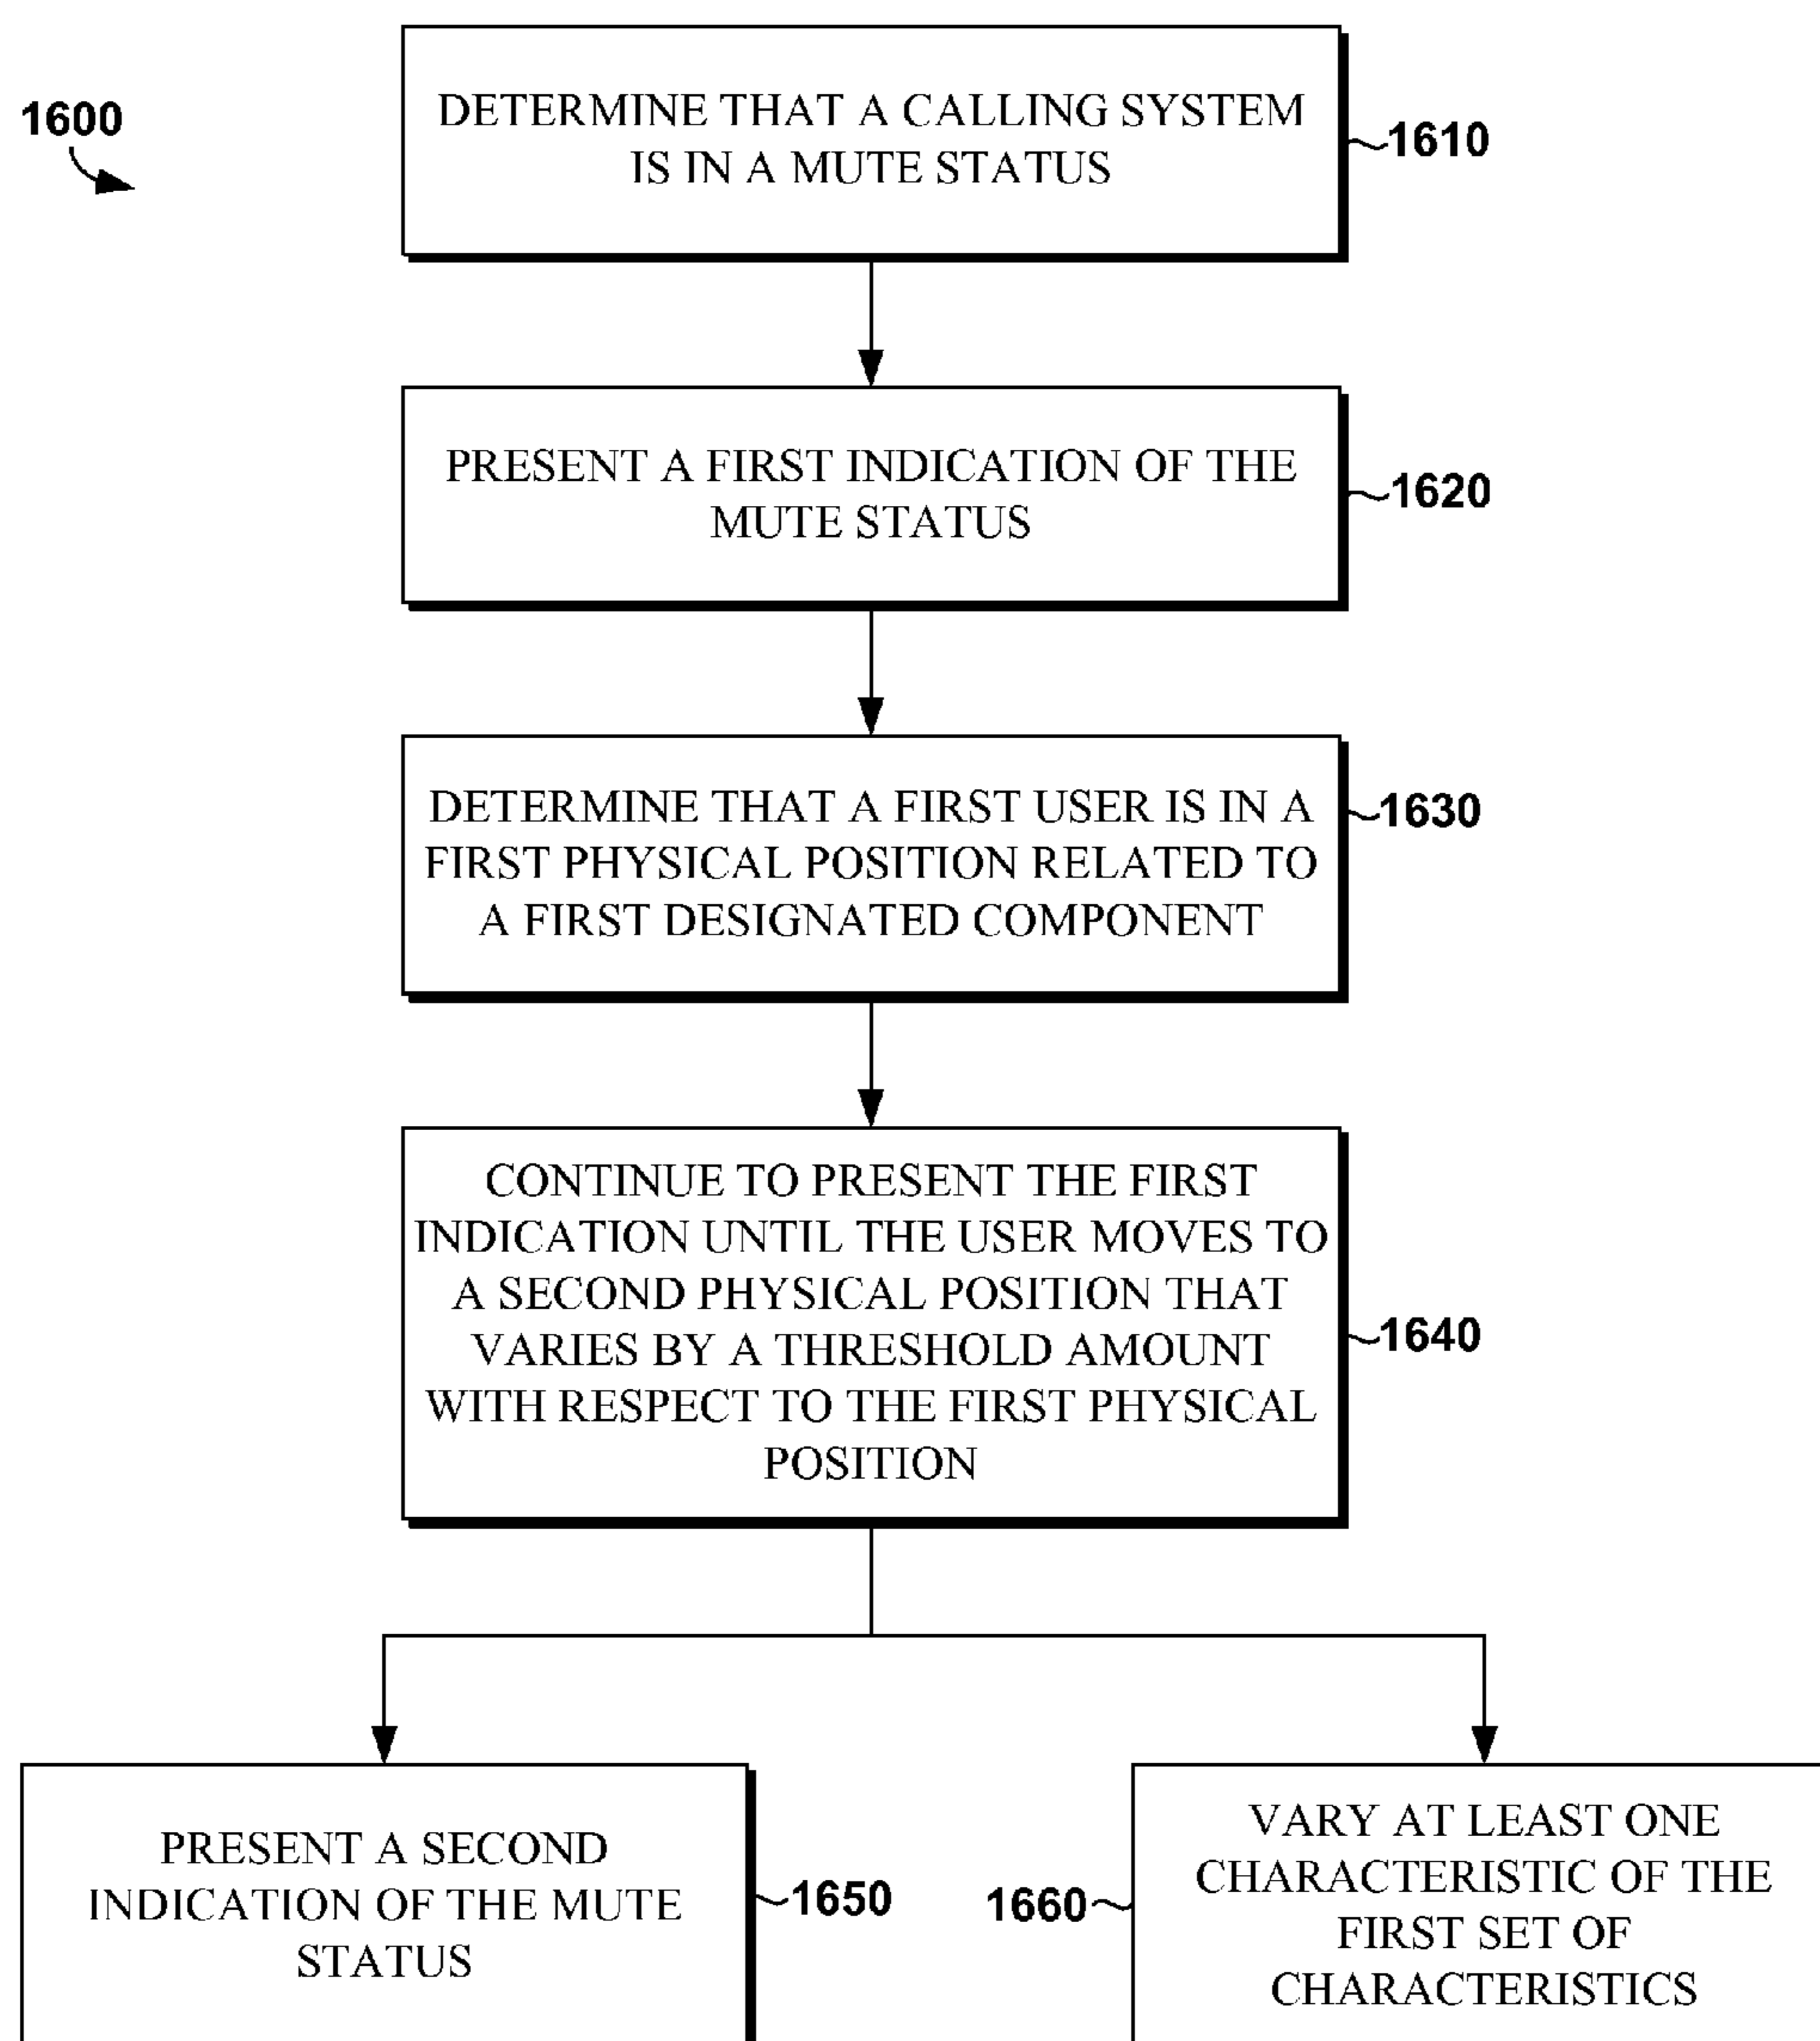 1600
DETERMINE THAT A CALLING SYSTEM
IS IN A MUTE STATUS
1610
PRESENT A FIRST INDICATION OF THE
MUTE STATUS
1620
DETERMINE THAT A FIRST USER IS IN A
FIRST PHYSICAL POSITION RELATED TO
A FIRST DESIGNATED COMPONENT
1630
CONTINUE TO PRESENT THE FIRST
INDICATION UNTIL THE USER MOVES TO
A SECOND PHYSICAL POSITION THAT
VARIES BY A THRESHOLD AMOUNT
WITH RESPECT TO THE FIRST PHYSICAL
POSITION
1640
PRESENT A SECOND
INDICATION OF THE MUTE
STATUS
1650
1660
VARY AT LEAST ONE
CHARACTERISTIC OF THE
FIRST SET OF
CHARACTERISTICS